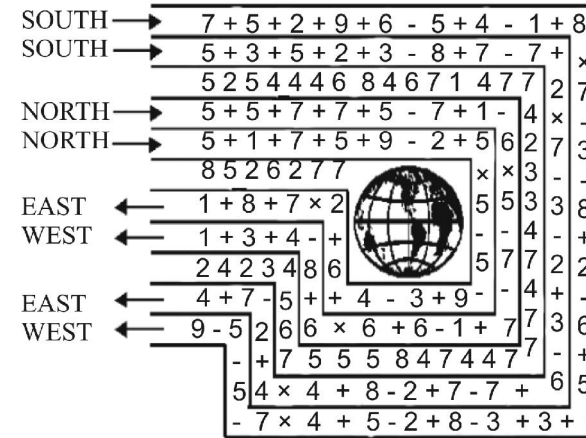 SOUTH 7 + 5 + 2 + 9 + 6 - 5 + 4 - 1 + 8
SOUTH 5 + 3 + 5 + 2 + 3 - 8 + 7 - 7 + ×
5 2 5 4 4 4 6 8 4 6 7 1 4 7 7 2 7
NORTH 5 + 5 + 7 + 7 + 5 - 7 + 1 - 4 × -
NORTH 5 + 1 + 7 + 5 + 9 - 2 + 5 6 2 7 3
8 5 2 6 2 7 7 × × 3 - -
EAST 1 + 8 + 7 × 2 5 5 3 3 8
WEST 1 + 3 + 4 - + - - 4 - +
2 4 2 3 4 8 6 5 7 7 2 2
EAST 4 + 7 - 5 + + 4 - 3 + 9 - - 4 + -
WEST 9 - 5 2 6 6 × 6 + 6 - 1 + 7 7 3 6
- + 7 5 5 5 8 4 7 4 4 7 7 - +
5 4 × 4 + 8 - 2 + 7 - 7 + 6 5
- 7 × 4 + 5 - 2 + 8 - 3 + 3 +